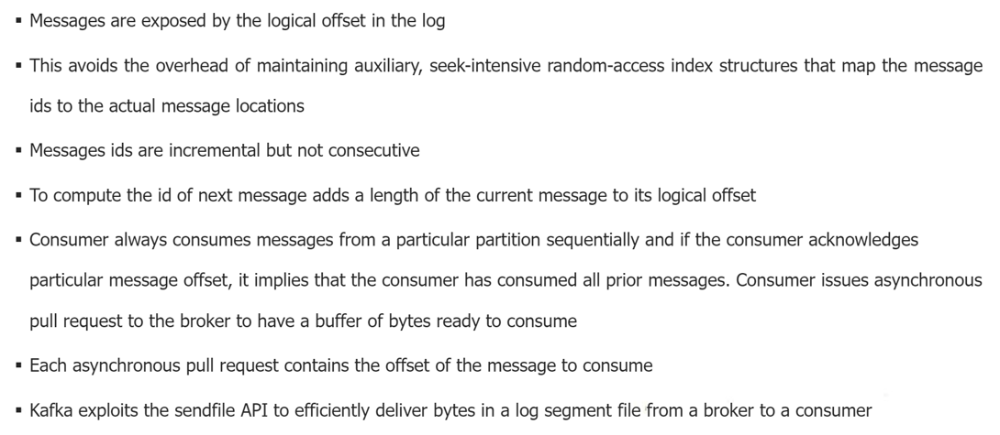 ▪ Messages are exposed by the logical offset in the log
▪ This avoids the overhead of maintaining auxiliary, seek-intensive random-access index structures that map the message
ids to the actual message locations
▪ Messages ids are incremental but not consecutive
▪ To compute the id of next message adds a length of the current message to its logical offset
▪ Consumer always consumes messages from a particular partition sequentially and if the consumer acknowledges
particular message offset, it implies that the consumer has consumed all prior messages. Consumer issues asynchronous
pull request to the broker to have a buffer of bytes ready to consume
▪ Each asynchronous pull request contains the offset of the message to consume
▪ Kafka exploits the sendfile API to efficiently deliver bytes in a log segment file from a broker to a consumer